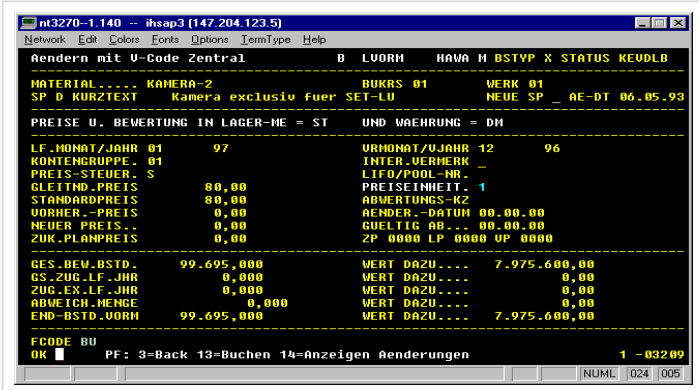 nt3270--1.140 -- ihsap3 (147.204.123.5)
Network Edit Colors Fonts Options TermType Help
Aendern mit V-Code Zentral B LVORM HAWA M BSTYP X STATUS KEVDLB
MATERIAL..... KAMERA-2 BUKRS 01 WERK 01
SP D KURZTEXT Kamera exclusiv fuer SET-LU NEUE SP _ AE-DT 06.05.93
PREISE U. BEWERTUNG IN LAGER-ME = ST UND WAEHRUNG = DM
LF.MONAT/JAHR 01 97 VRMONAT/VJAHR 12 96
KONTENGRUPPE. 01 INTER.VERMERK _
PREIS-STEUER. S LIFO/POOL-NR.
GLEITND.PREIS 80,00 PREISEINHEIT. 1
STANDARDPREIS 80,00 ABWERTUNGS-KZ
VORHER.-PREIS 0,00 AENDER.-DATUM 00.00.00
NEUER PREIS.. 0,00 GUELTIG AB... 00.00.00
ZUK.PLANPREIS 0,00 ZP 0000 LP 0000 VP 0000
GES.BEW.BSTD. 99.695,000 WERT DAZU.... 7.975.600,00
GS.ZUG.LF.JHR 0,000 WERT DAZU.... 0,00
ZUG.EX.LF.JHR 0,000 WERT DAZU.... 0,00
ABWEICH.MENGE 0,000 WERT DAZU.... 0,00
END-BSTD.VORM 99.695,000 WERT DAZU.... 7.975.600,00
FCODE BU
OK PF: 3=Back 13=Buchen 14=Anzeigen Aenderungen 1 -03209
NUML 024 005